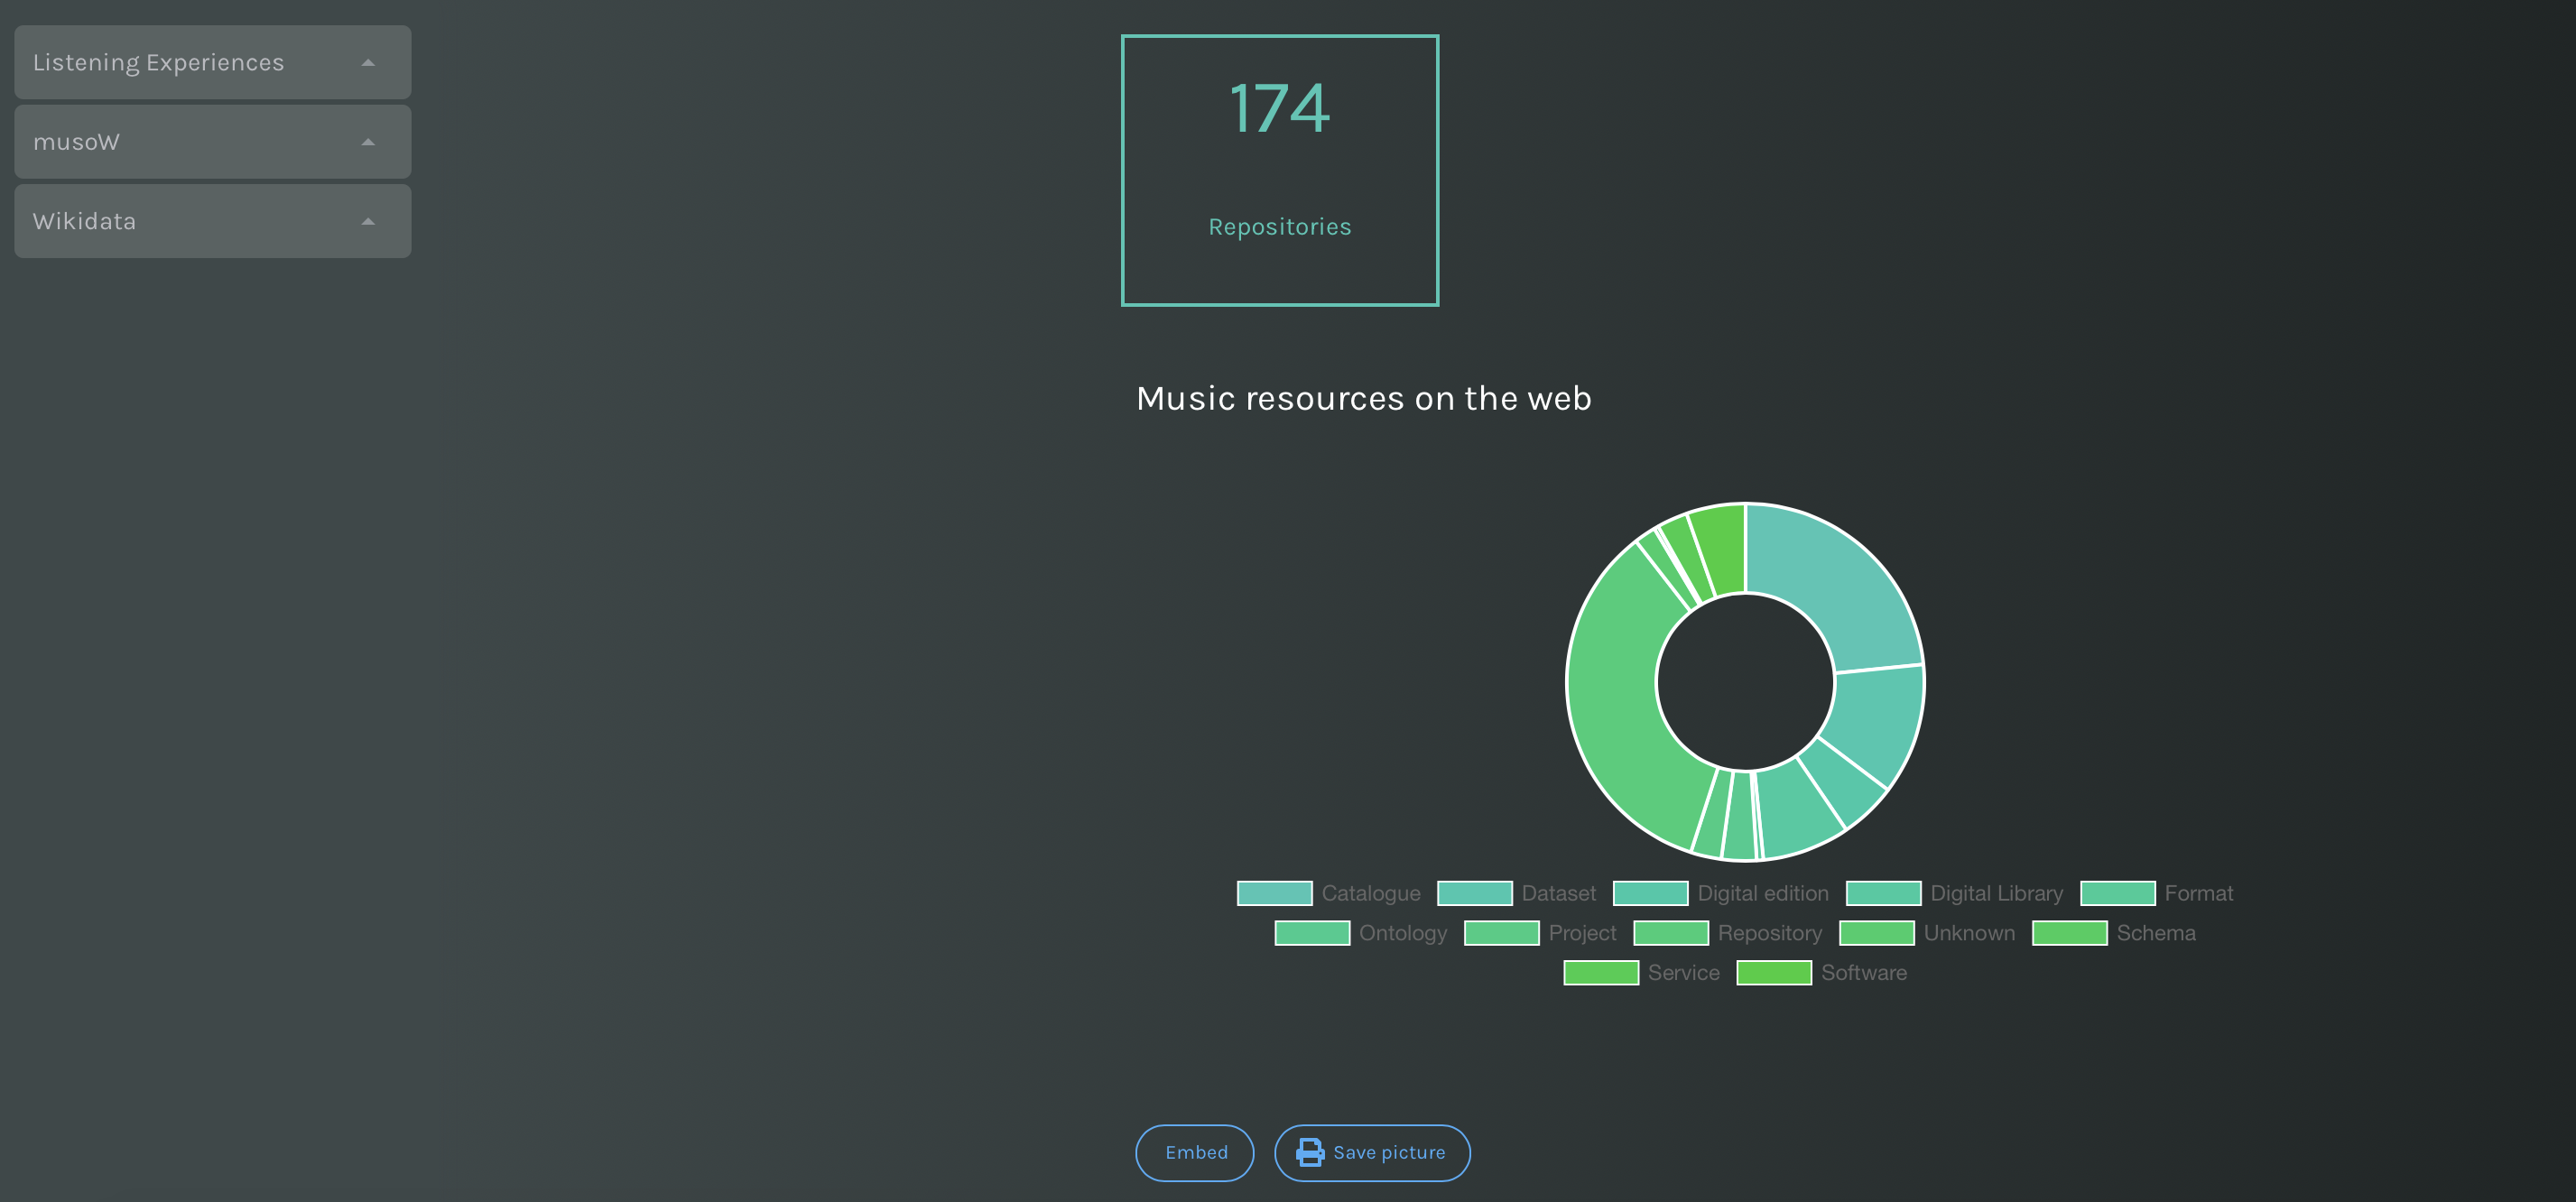 Listening Experiences
musoW
Wikidata
174
Repositories
Music resources on the web
Catalogue Dataset Digital edition Digital Library Format
Ontology Project Repository Unknown Schema
Service Software
Embed Save picture